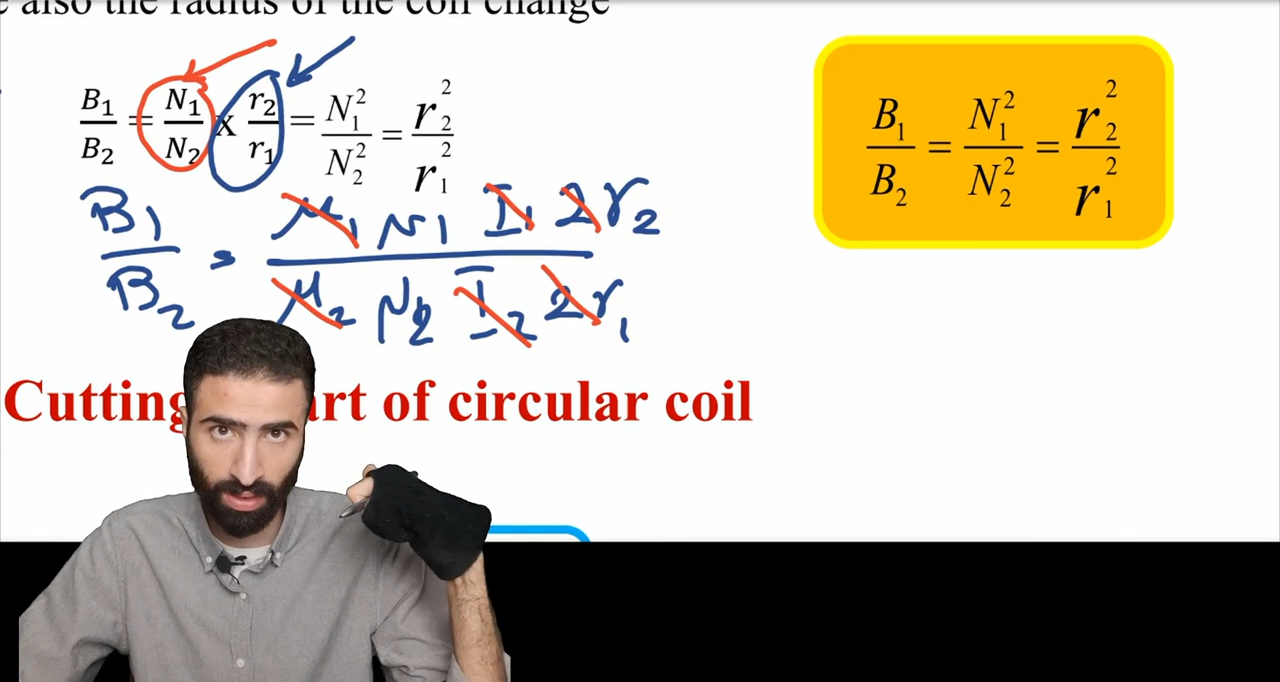 also the radius of the coil change
B₁/B₂ = N₁/N₂ x r₂/r₁ = N₁²/N₂² = r₂²/r₁²
B₁/B₂ = N₁²/N₂² = r₂²/r₁²
B₁/B₂ = μ₁ N₁ I₁ 2r₂ / μ₂ N₂ I₂ 2r₁
Cutting art of circular coil